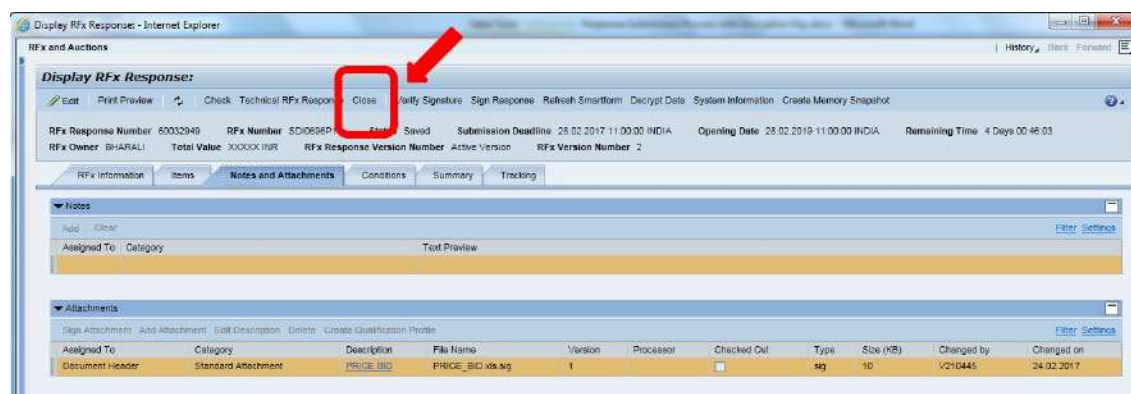 Display RFx Response: - Internet Explorer
RFx and Auctions
History Back Forward
Display RFx Response:
Edit Print Preview Check Technical RFx Response Close Verify Signature Sign Response Refresh Smartform Decrypt Data System Information Create Memory Snapshot
RFx Response Number 80032949 RFx Number Status Saved Submission Deadline 28.02.2017 11:00:00 INDIA Opening Date 28.02.2019 11:00:00 INDIA Remaining Time 4 Days 00:46:03
RFx Owner BHARALI Total Value XXXXX INR RFx Response Version Number Active Version RFx Version Number 2
RFx Information Items Notes and Attachments Conditions Summary Tracking
Notes
Add Clear Filter Settings
Assigned To Category Text Preview
Attachments
Sign Attachment Add Attachment Edit Description Delete Create Qualification Profile Filter Settings
Assigned To Category Description File Name Version Processor Checked Out Type Size (KB) Changed by Changed on
Document Header Standard Attachment PRICE BID PRICE_BID.xls.sig 1 sig 10 V210445 24.02.2017